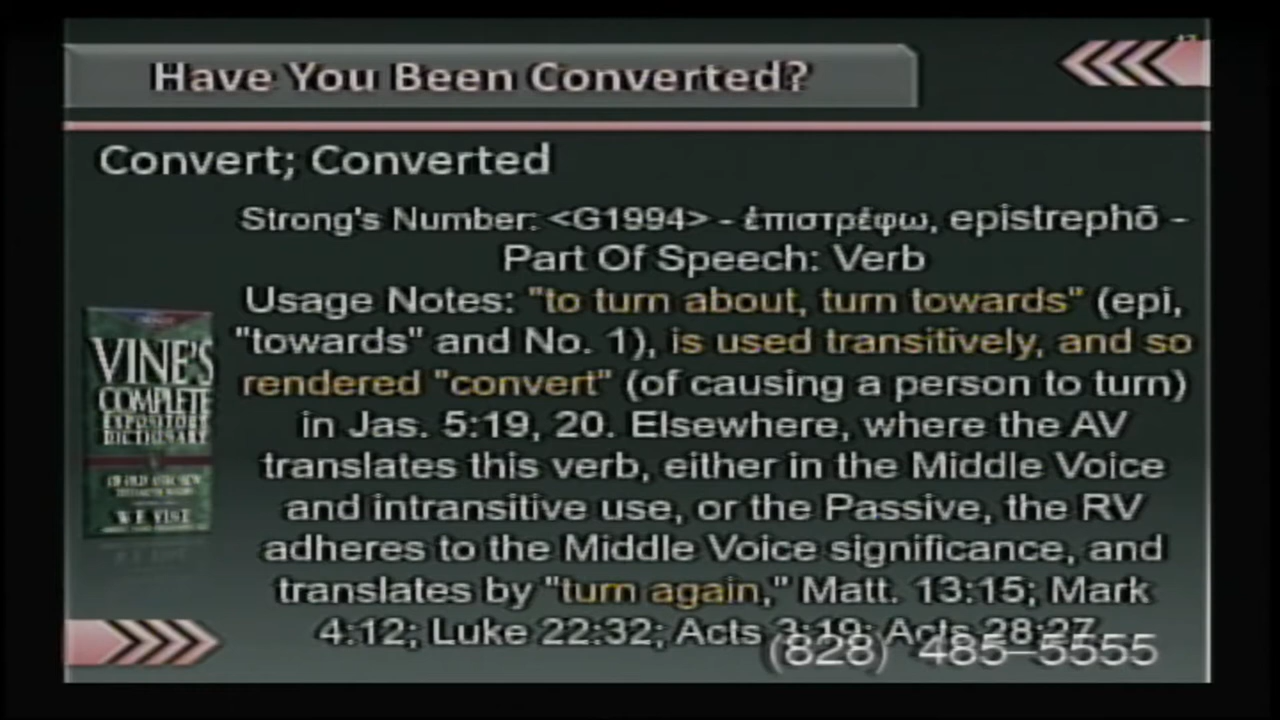 Have You Been Converted?
Convert; Converted
Strong's Number: <G1994> - ἐπιστρέφω, epistrephō -
Part Of Speech: Verb
Usage Notes: "to turn about, turn towards" (epi,
"towards" and No. 1), is used transitively, and so
rendered "convert" (of causing a person to turn)
in Jas. 5:19, 20. Elsewhere, where the AV
translates this verb, either in the Middle Voice
and intransitive use, or the Passive, the RV
adheres to the Middle Voice significance, and
translates by "turn again," Matt. 13:15; Mark
4:12; Luke 22:32; Acts 3:19; Acts 28:27
(828) 485-5555
VINE'S
COMPLETE
EXPOSITORY
DICTIONARY
W E VINE